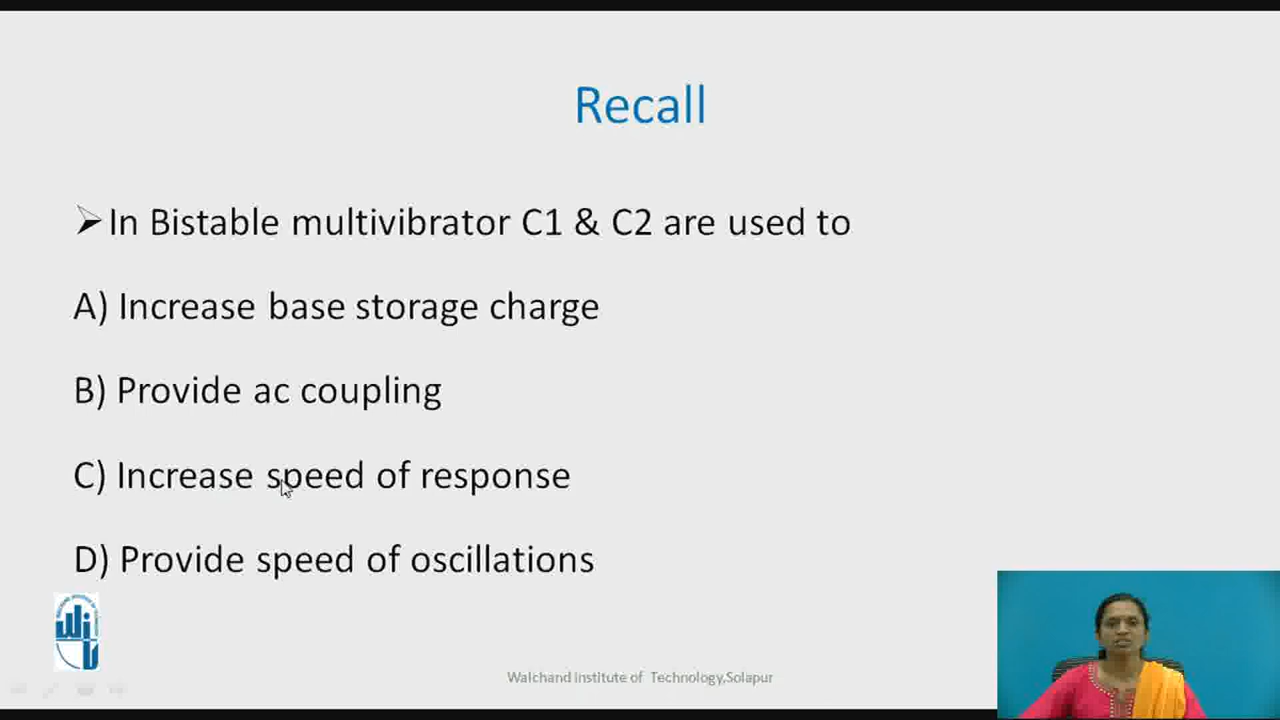 Recall
In Bistable multivibrator C1 & C2 are used to
A) Increase base storage charge
B) Provide ac coupling
C) Increase speed of response
D) Provide speed of oscillations
Walchand Institute of Technology,Solapur